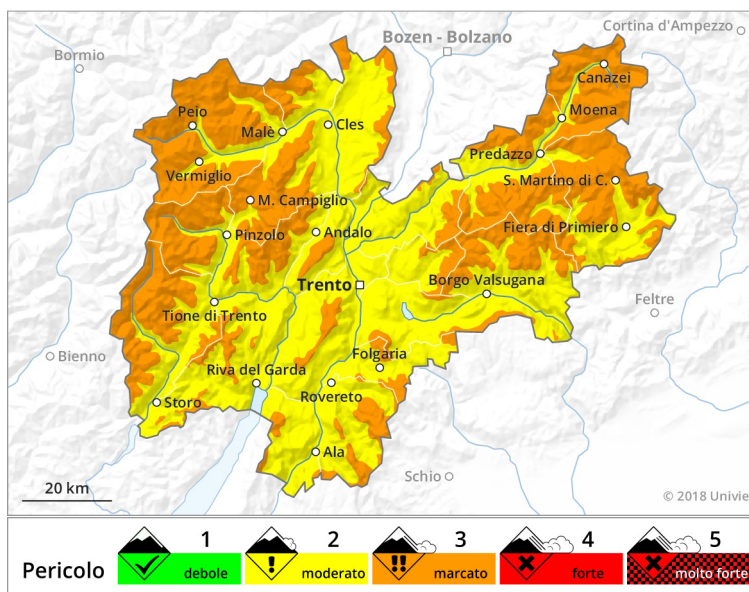 Cortina d'Ampezzo
Bozen - Bolzano
Bormio
Canazei
Peio
Moena
Malè
Cles
Predazzo
Vermiglio
S. Martino di C.
M. Campiglio
Pinzolo
Andalo
Fiera di Primiero
Trento
Borgo Valsugana
Feltre
Tione di Trento
Bienno
Folgaria
Riva del Garda
Rovereto
Storo
Ala
Schio
20 km
© 2018 Univie
Pericolo
1
debole
2
!
moderato
3
!!
marcato
4
forte
5
molto forte